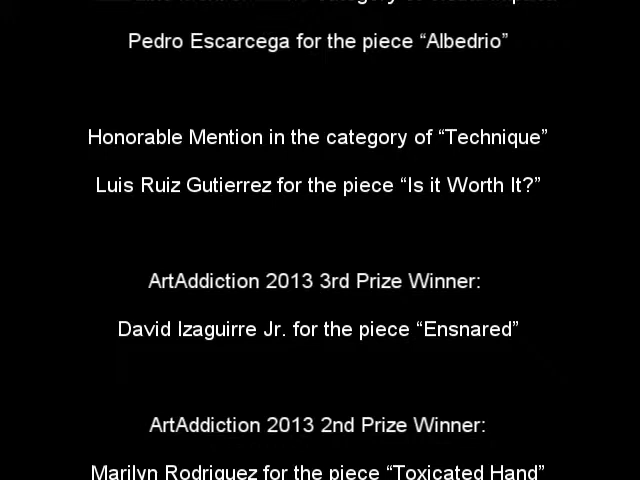 Pedro Escarcega for the piece “Albedrio”
Honorable Mention in the category of “Technique”
Luis Ruiz Gutierrez for the piece “Is it Worth It?”
ArtAddiction 2013 3rd Prize Winner:
David Izaguirre Jr. for the piece “Ensnared”
ArtAddiction 2013 2nd Prize Winner:
Marilyn Rodriguez for the piece “Toxicated Hand”